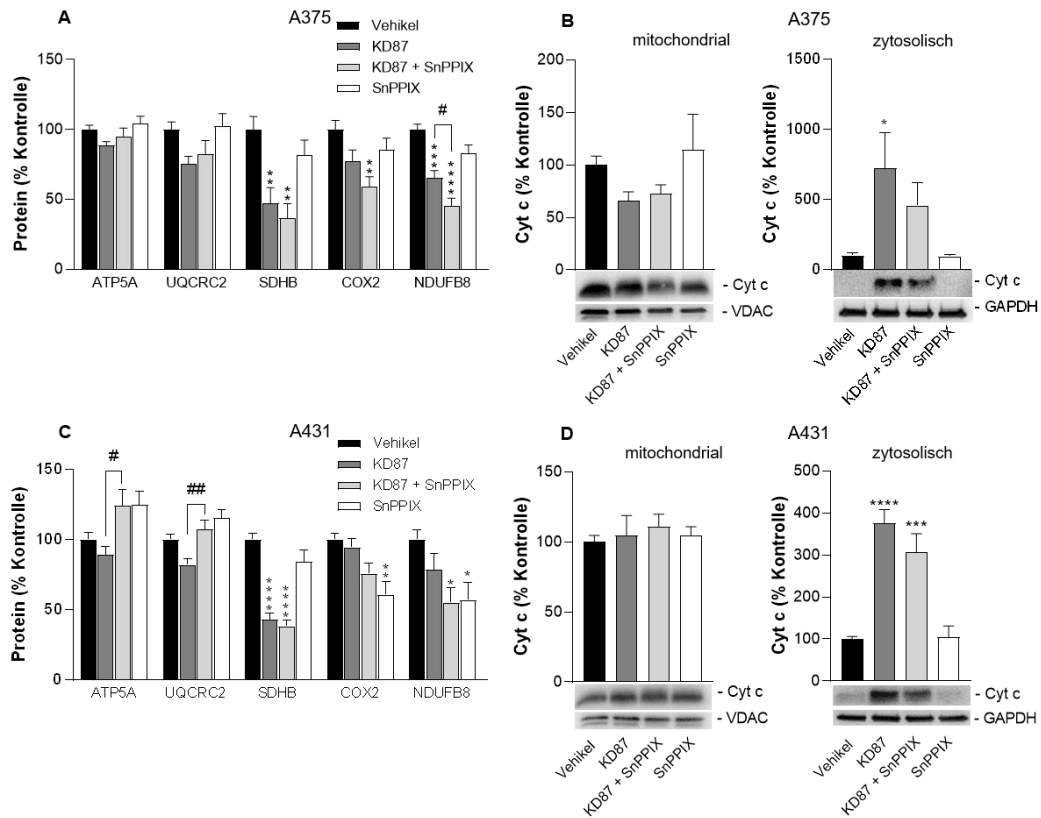 A
A375
Vehikel
KD87
KD87 + SnPPIX
SnPPIX
Protein (% Kontrolle)
150
100
50
0
#
**
**
**
***
****
ATP5A
UQCRC2
SDHB
COX2
NDUFB8
B
A375
mitochondrial
Cyt c (% Kontrolle)
200
150
100
50
0
- Cyt c
- VDAC
Vehikel
KD87
KD87 + SnPPIX
SnPPIX
zytosolisch
Cyt c (% Kontrolle)
1500
1000
500
0
*
- Cyt c
- GAPDH
Vehikel
KD87
KD87 + SnPPIX
SnPPIX
C
A431
Vehikel
KD87
KD87 + SnPPIX
SnPPIX
Protein (% Kontrolle)
150
100
50
0
#
##
****
****
**
*
*
ATP5A
UQCRC2
SDHB
COX2
NDUFB8
D
A431
mitochondrial
Cyt c (% Kontrolle)
150
100
50
0
- Cyt c
- VDAC
Vehikel
KD87
KD87 + SnPPIX
SnPPIX
zytosolisch
Cyt c (% Kontrolle)
500
400
300
200
100
0
****
***
- Cyt c
- GAPDH
Vehikel
KD87
KD87 + SnPPIX
SnPPIX